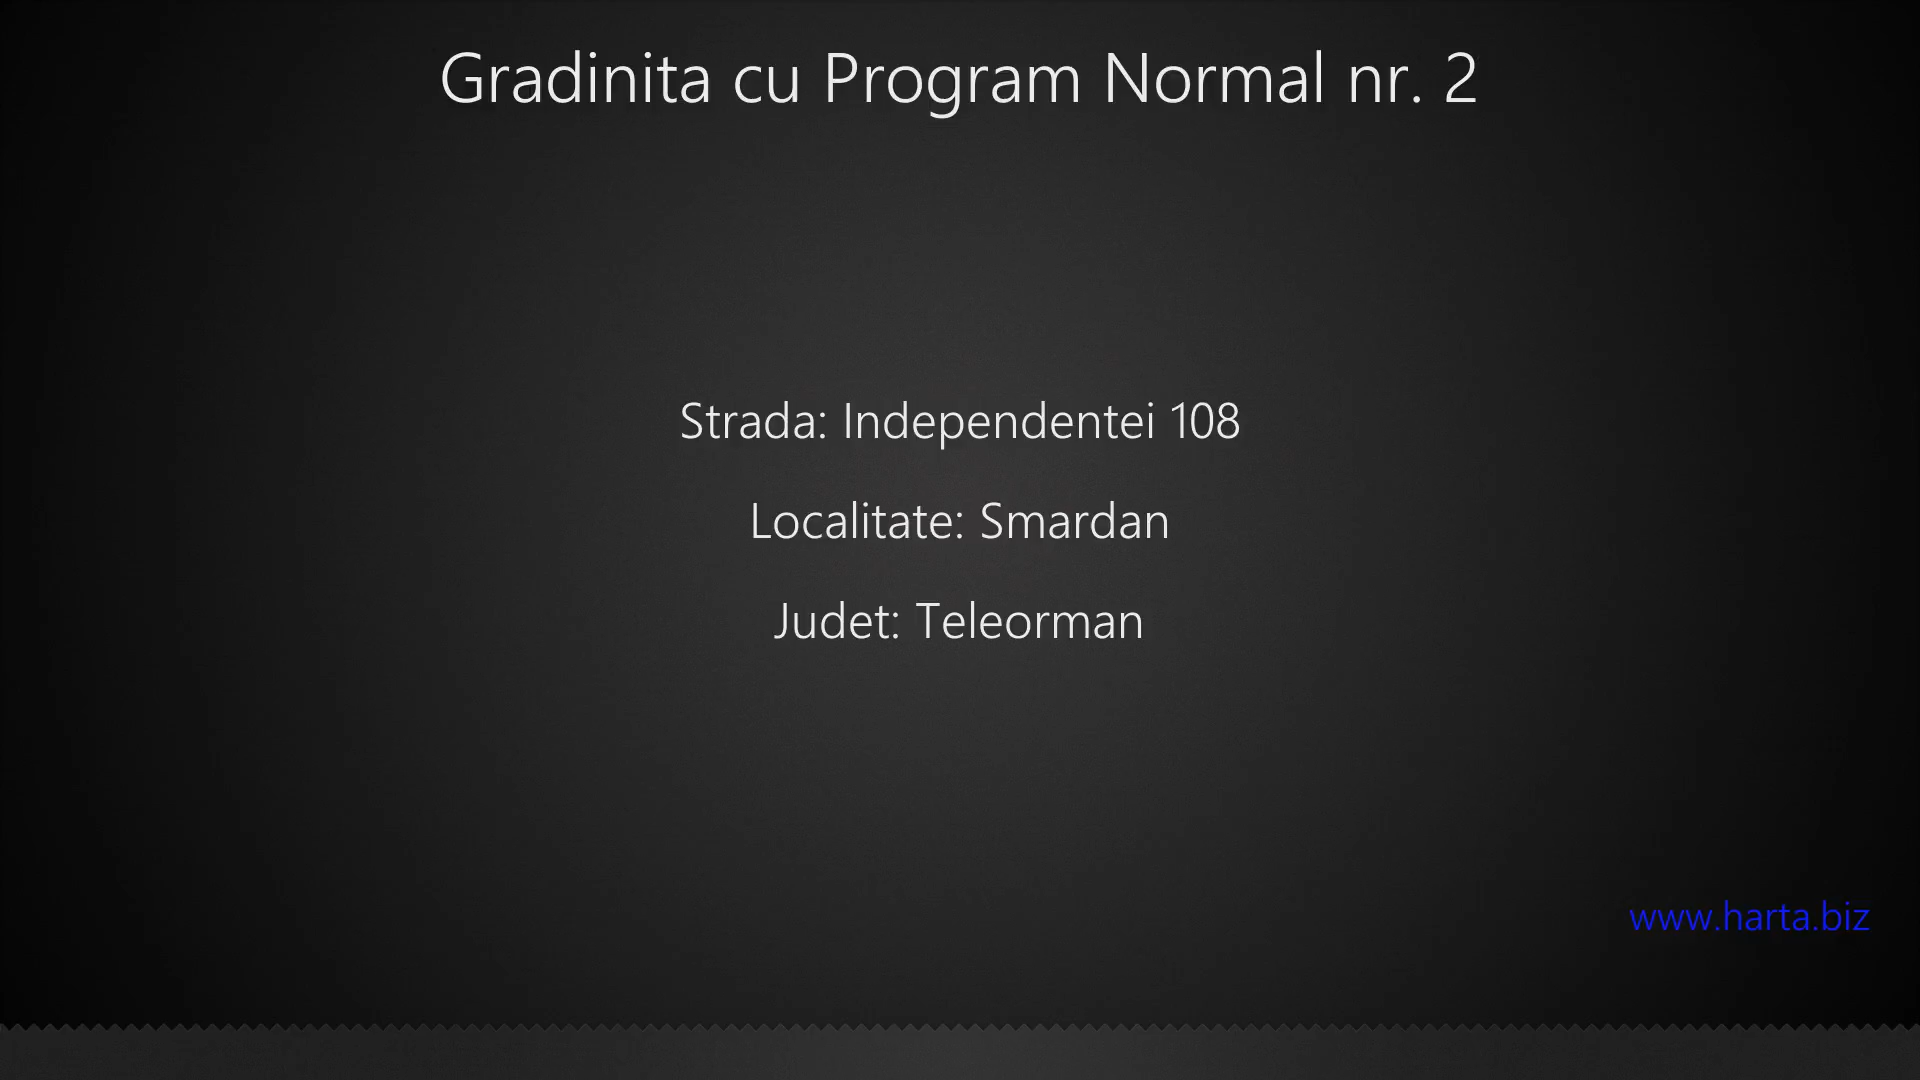 Gradinita cu Program Normal nr. 2
Strada: Independentei 108
Localitate: Smardan
Judet: Teleorman
www.harta.biz